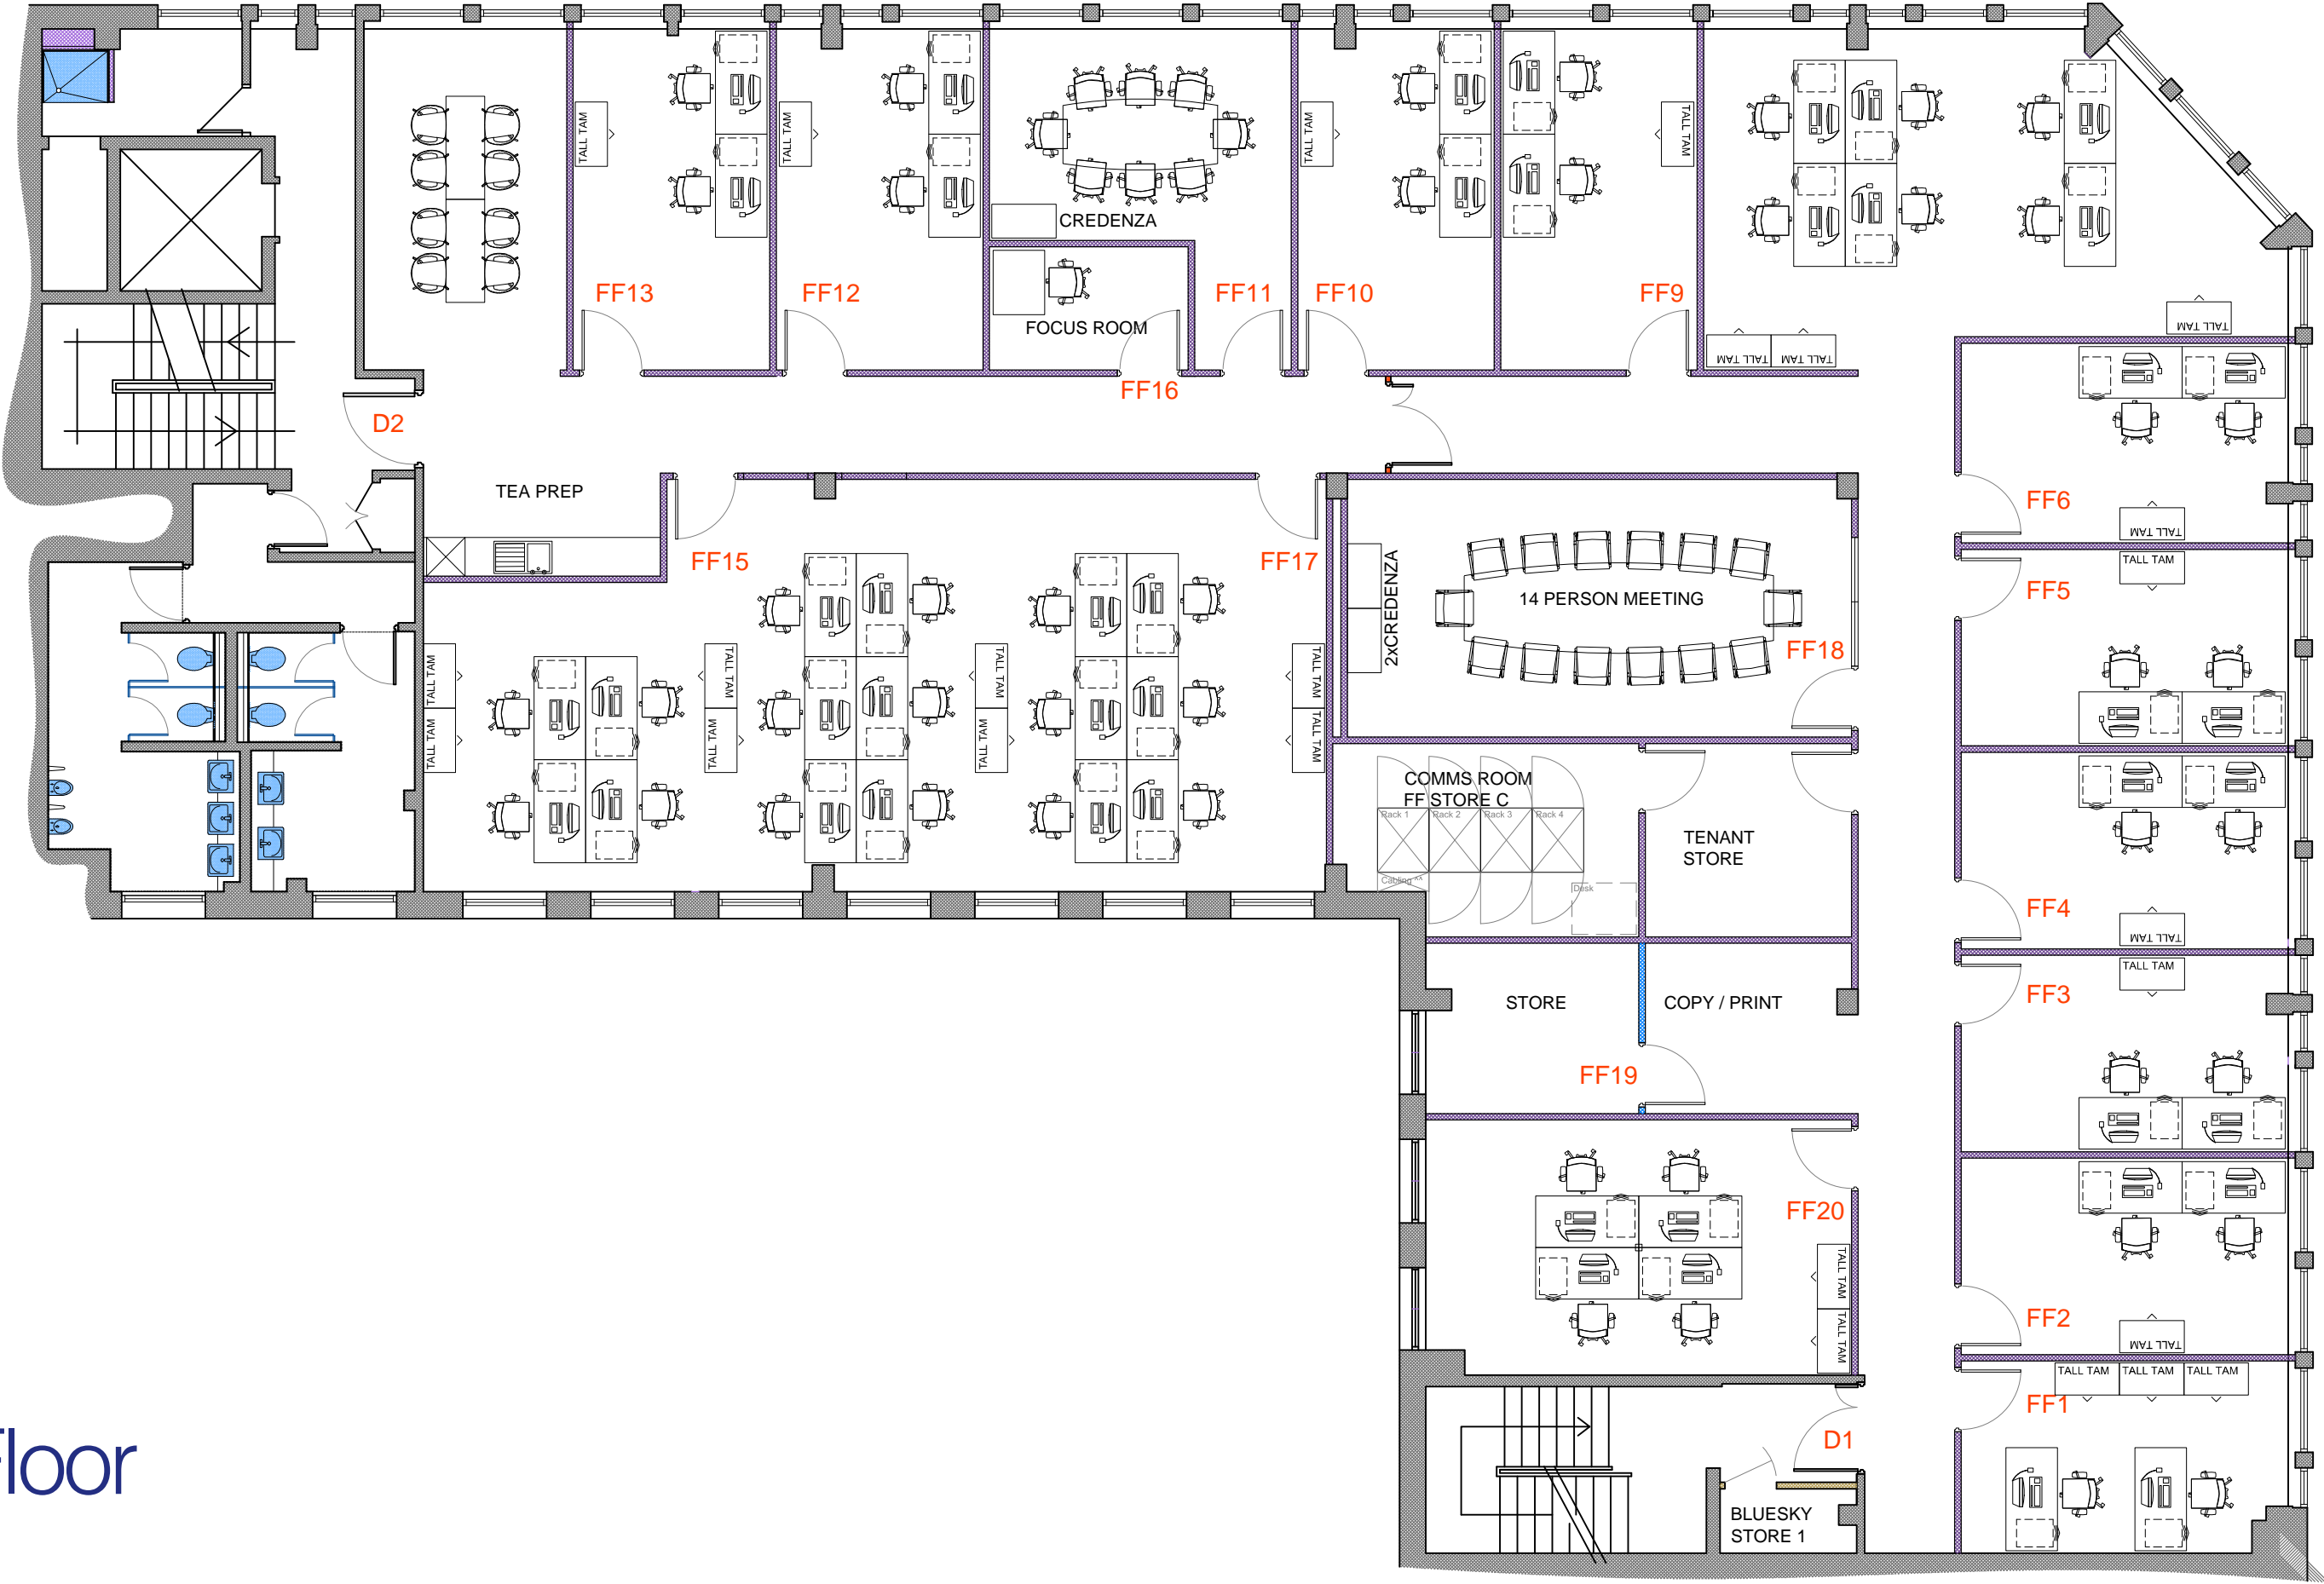 TALL TAM
TALL TAM
TALL TAM
TALL TAM
CREDENZA
FF13
FF12
FF11
FF10
FF9
FOCUS ROOM
TALL TAM
TALL TAM
TALL TAM
FF16
D2
TEA PREP
FF6
TALL TAM
FF15
FF17
2xCREDENZA
14 PERSON MEETING
FF18
TALL TAM
FF5
TALL TAM
TALL TAM
TALL TAM
TALL TAM
TALL TAM
TALL TAM
TALL TAM
TALL TAM
COMMS ROOM
FF STORE C
Rack 1
Rack 2
Rack 3
Rack 4
Cabling
Desk
TENANT
STORE
FF4
TALL TAM
TALL TAM
FF3
STORE
COPY / PRINT
FF19
FF20
TALL TAM
TALL TAM
FF2
TALL TAM
TALL TAM
TALL TAM
TALL TAM
FF1
D1
BLUESKY
STORE 1
Floor